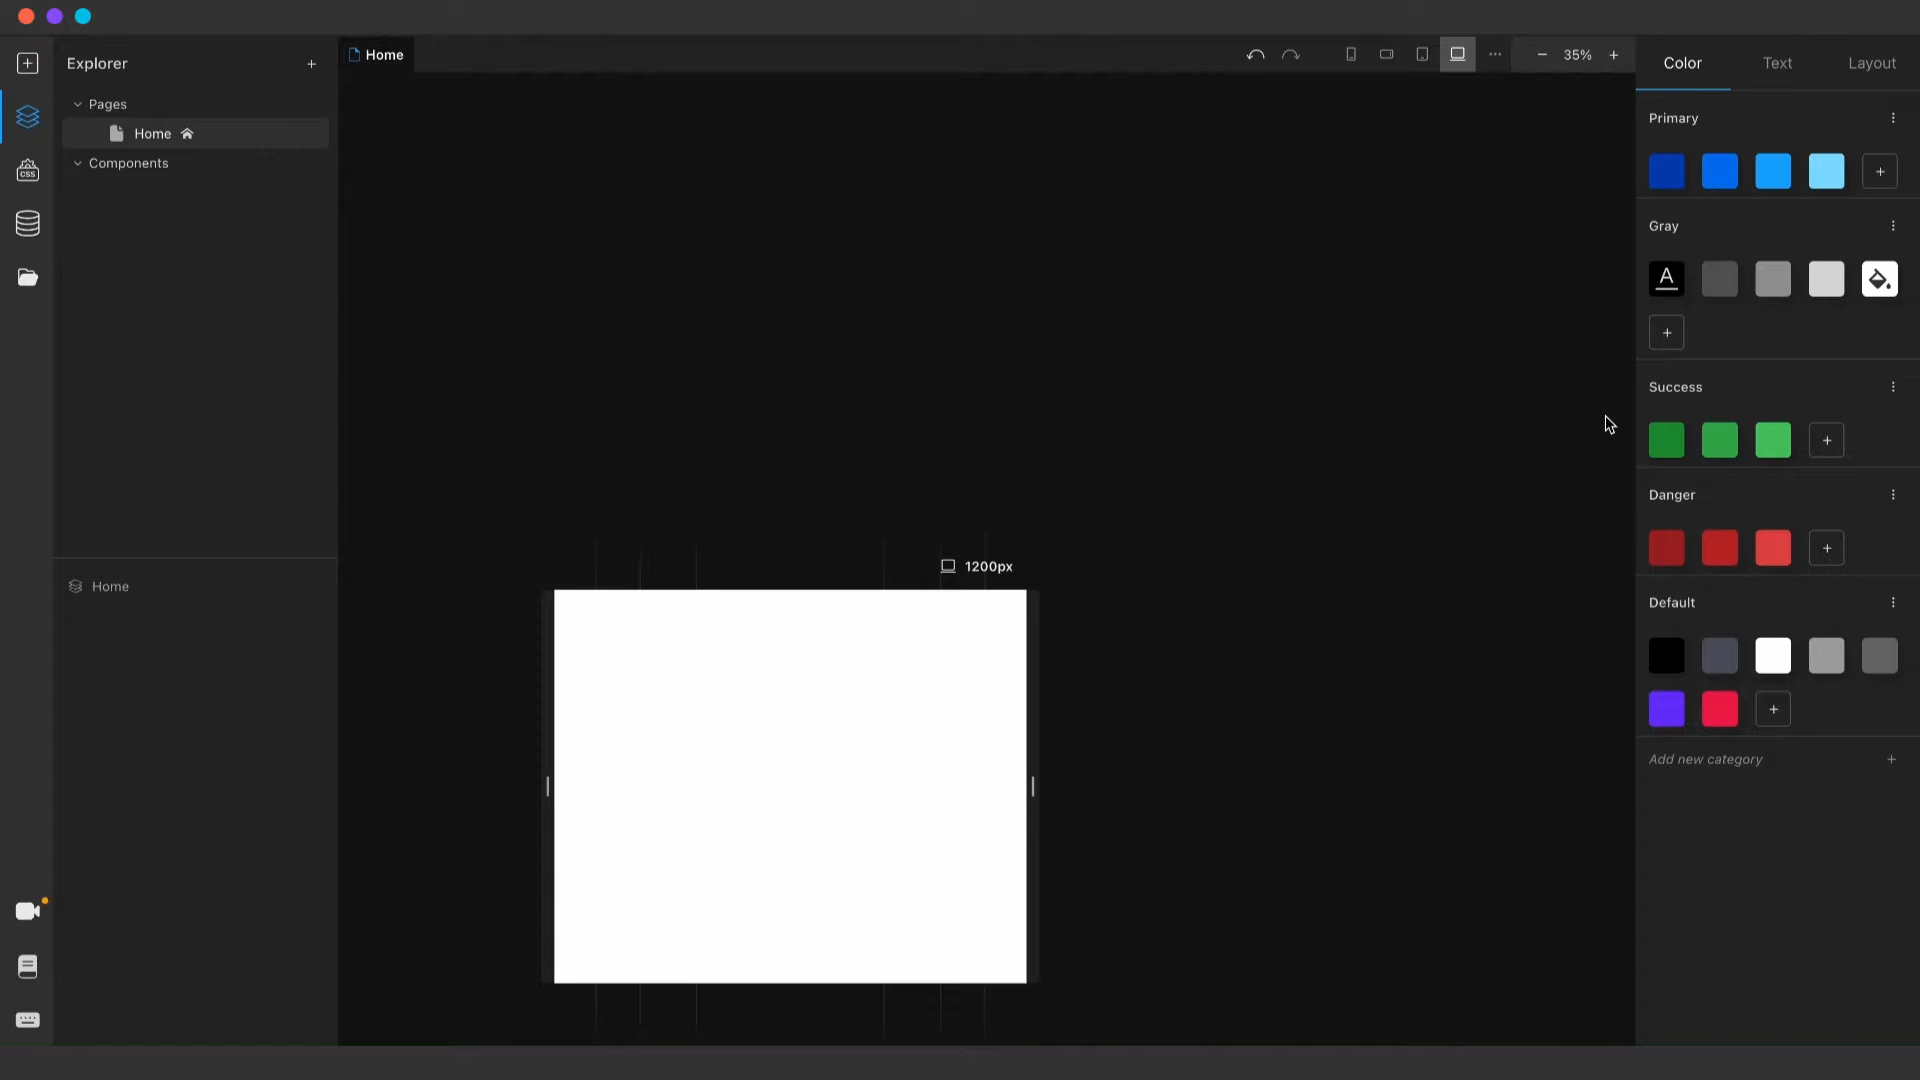 Explorer
Home
35%
Color
Text
Layout
Pages
Home
Components
CSS
Primary
Gray
A
Success
Danger
1200px
Home
Default
Add new category